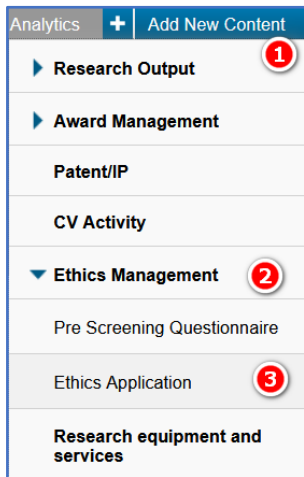 Analytics + Add New Content
1
Research Output
Award Management
Patent/IP
CV Activity
Ethics Management 2
Pre Screening Questionnaire
Ethics Application 3
Research equipment and
services